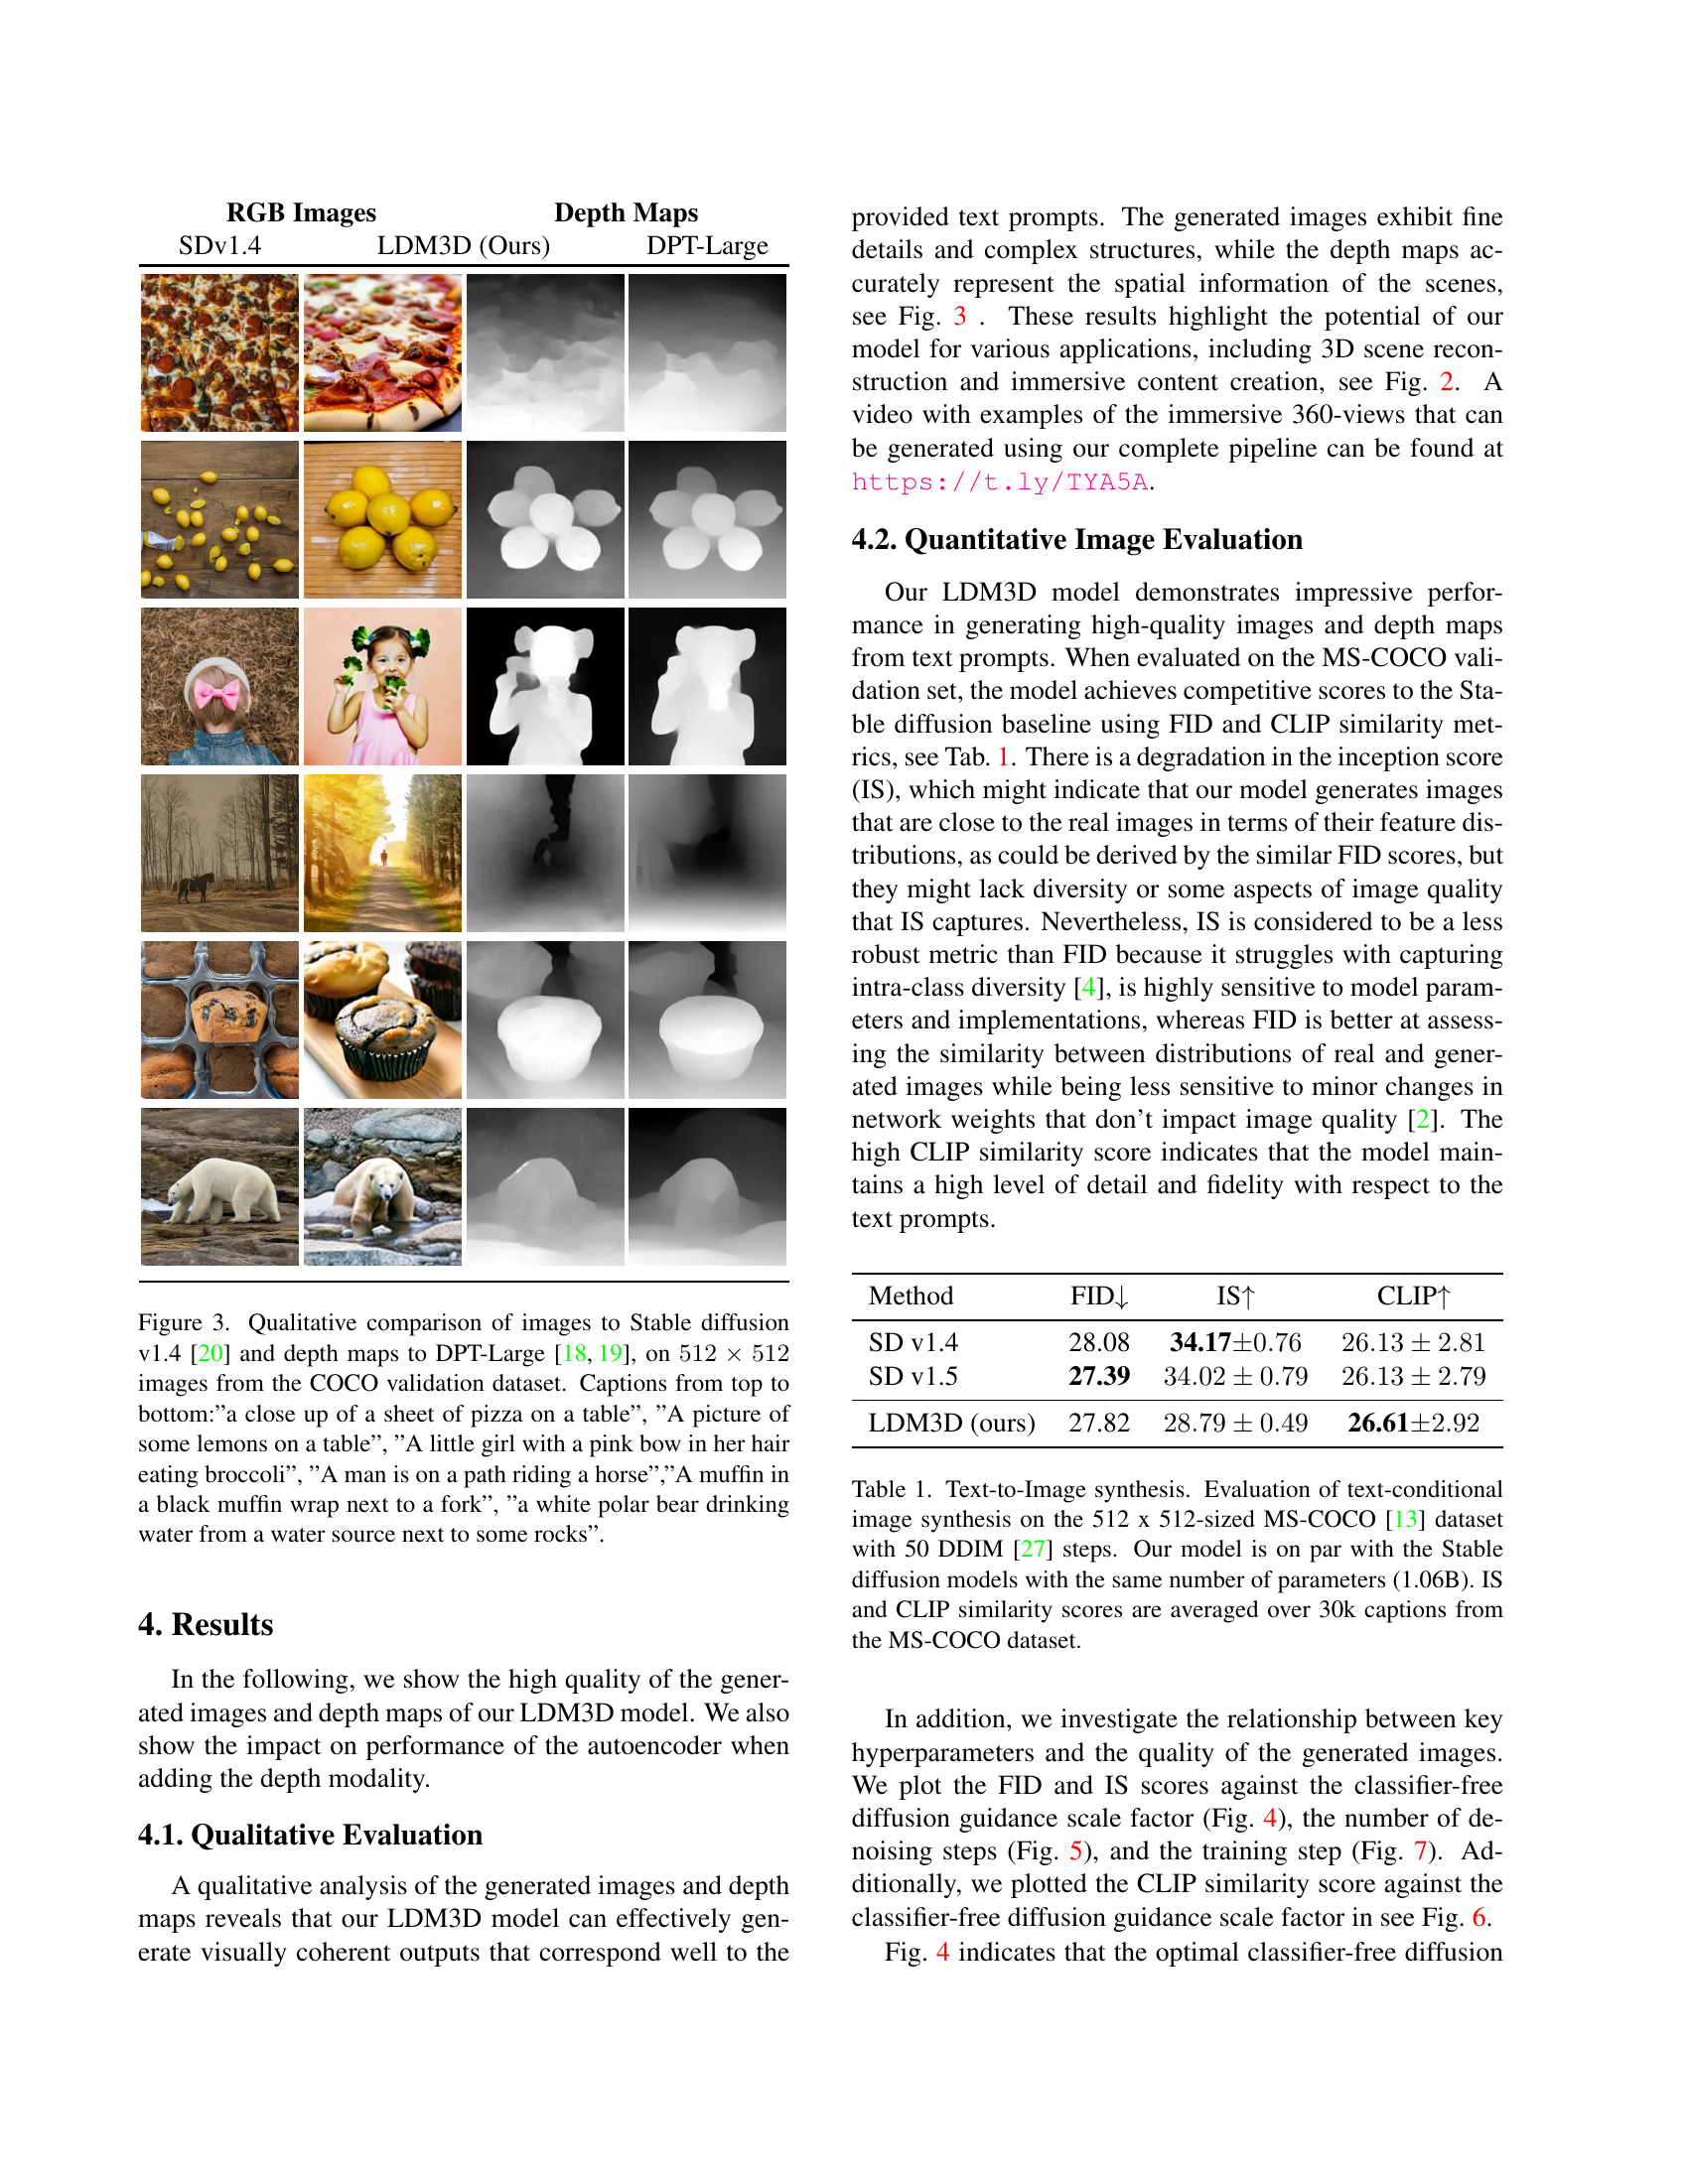 RGB Images Depth Maps
SDv1.4 LDM3D (Ours) DPT-Large
Figure 3. Qualitative comparison of images to Stable diffusion
v1.4 [20] and depth maps to DPT-Large [18, 19], on 512 × 512
images from the COCO validation dataset. Captions from top to
bottom:”a close up of a sheet of pizza on a table”, ”A picture of
some lemons on a table”, ”A little girl with a pink bow in her hair
eating broccoli”, ”A man is on a path riding a horse”,”A muffin in
a black muffin wrap next to a fork”, ”a white polar bear drinking
water from a water source next to some rocks”.
4. Results
In the following, we show the high quality of the gener-
ated images and depth maps of our LDM3D model. We also
show the impact on performance of the autoencoder when
adding the depth modality.
4.1. Qualitative Evaluation
A qualitative analysis of the generated images and depth
maps reveals that our LDM3D model can effectively gen-
erate visually coherent outputs that correspond well to the
provided text prompts. The generated images exhibit fine
details and complex structures, while the depth maps ac-
curately represent the spatial information of the scenes,
see Fig. 3 . These results highlight the potential of our
model for various applications, including 3D scene recon-
struction and immersive content creation, see Fig. 2. A
video with examples of the immersive 360-views that can
be generated using our complete pipeline can be found at
https://t.ly/TYA5A.
4.2. Quantitative Image Evaluation
Our LDM3D model demonstrates impressive perfor-
mance in generating high-quality images and depth maps
from text prompts. When evaluated on the MS-COCO vali-
dation set, the model achieves competitive scores to the Sta-
ble diffusion baseline using FID and CLIP similarity met-
rics, see Tab. 1. There is a degradation in the inception score
(IS), which might indicate that our model generates images
that are close to the real images in terms of their feature dis-
tributions, as could be derived by the similar FID scores, but
they might lack diversity or some aspects of image quality
that IS captures. Nevertheless, IS is considered to be a less
robust metric than FID because it struggles with capturing
intra-class diversity [4], is highly sensitive to model param-
eters and implementations, whereas FID is better at assess-
ing the similarity between distributions of real and gener-
ated images while being less sensitive to minor changes in
network weights that don't impact image quality [2]. The
high CLIP similarity score indicates that the model main-
tains a high level of detail and fidelity with respect to the
text prompts.
Method FID↓ IS↑ CLIP↑
SD v1.4 28.08 34.17±0.76 26.13 ± 2.81
SD v1.5 27.39 34.02 ± 0.79 26.13 ± 2.79
LDM3D (ours) 27.82 28.79 ± 0.49 26.61±2.92
Table 1. Text-to-Image synthesis. Evaluation of text-conditional
image synthesis on the 512 x 512-sized MS-COCO [13] dataset
with 50 DDIM [27] steps. Our model is on par with the Stable
diffusion models with the same number of parameters (1.06B). IS
and CLIP similarity scores are averaged over 30k captions from
the MS-COCO dataset.
In addition, we investigate the relationship between key
hyperparameters and the quality of the generated images.
We plot the FID and IS scores against the classifier-free
diffusion guidance scale factor (Fig. 4), the number of de-
noising steps (Fig. 5), and the training step (Fig. 7). Ad-
ditionally, we plotted the CLIP similarity score against the
classifier-free diffusion guidance scale factor in see Fig. 6.
Fig. 4 indicates that the optimal classifier-free diffusion